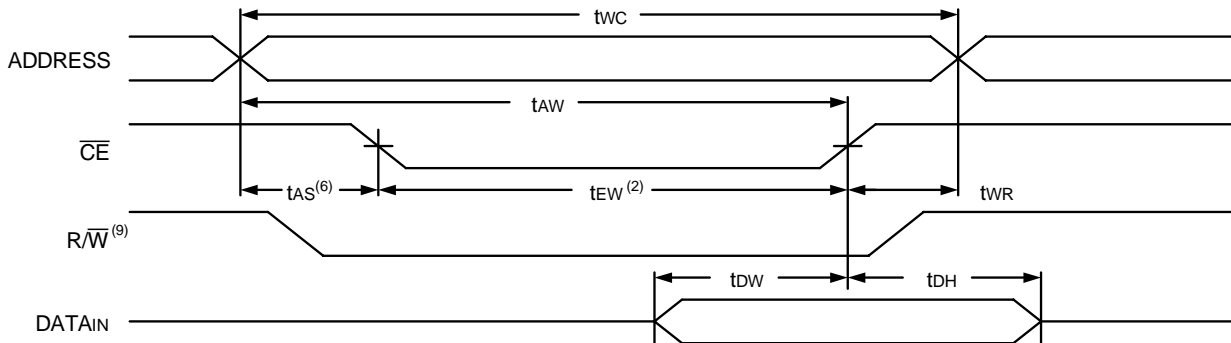 tWC
ADDRESS
tAW
CE
tAS(6) tEW(2) tWR
R/W(9)
tDW tDH
DATAIN